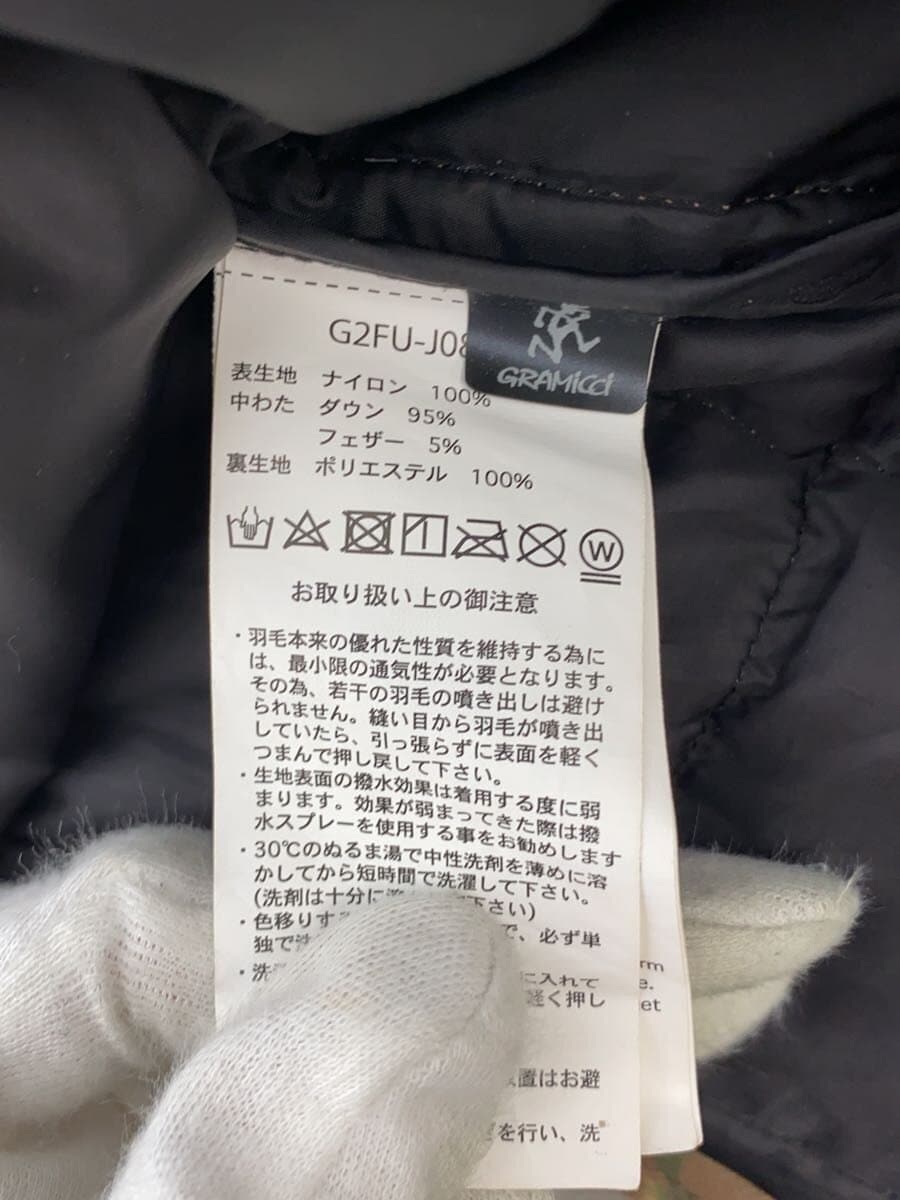 G2FU-J08
GRAMiCCi
表生地 ナイロン 100%
中わた ダウン 95%
フェザー 5%
裏生地 ポリエステル 100%
W
お取り扱い上の御注意
・羽毛本来の優れた性質を維持する為に
は、最小限の通気性が必要となります。
その為、若干の羽毛の噴き出しは避け
られません。縫い目から羽毛が噴き出
していたら、引っ張らずに表面を軽く
つまんで押し戻して下さい。
・生地表面の撥水効果は着用する度に弱
まります。効果が弱まってきた際は撥
水スプレーを使用する事をお勧めします
・30℃のぬるま湯で中性洗剤を薄めに溶
かしてから短時間で洗濯して下さい。
(洗剤は十分に 下さい)
・色移りす で、必ず単
独で洗
・洗 に入れて
軽く押し
置はお避
を行い、洗
rm
e.
et